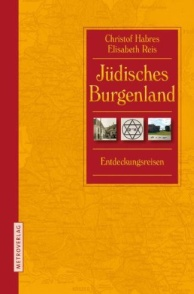 Christof Habres
Elisabeth Reis
Jüdisches
Burgenland
Entdeckungsreisen
METROVERLAG